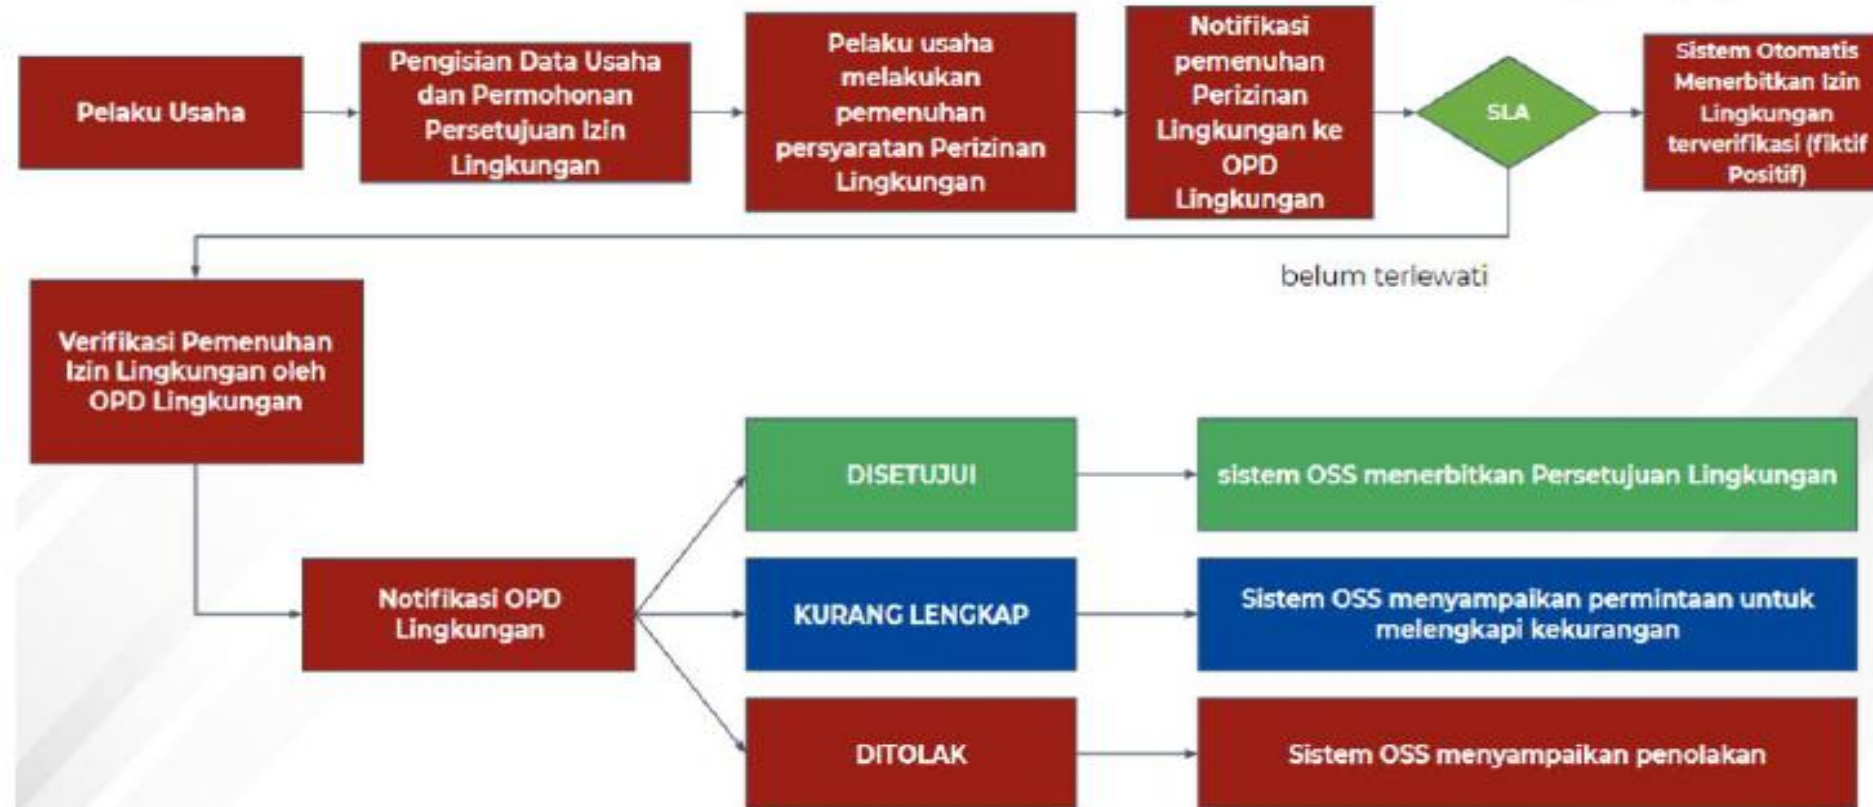 Pelaku Usaha
Pengisian Data Usaha
dan Permohonan
Persetujuan Izin
Lingkungan
Pelaku usaha
melakukan
pemenuhan
persyaratan Perizinan
Lingkungan
Notifikasi
pemenuhan
Perizinan
Lingkungan ke
OPD
Lingkungan
SLA
Sistem Otomatis
Menerbitkan Izin
Lingkungan
terverifikasi (fiktif
Positif)
belum terlewati
Verifikasi Pemenuhan
Izin Lingkungan oleh
OPD Lingkungan
Notifikasi OPD
Lingkungan
DISETUJUI
sistem OSS menerbitkan Persetujuan Lingkungan
KURANG LENGKAP
Sistem OSS menyampaikan permintaan untuk
melengkapi kekurangan
DITOLAK
Sistem OSS menyampaikan penolakan